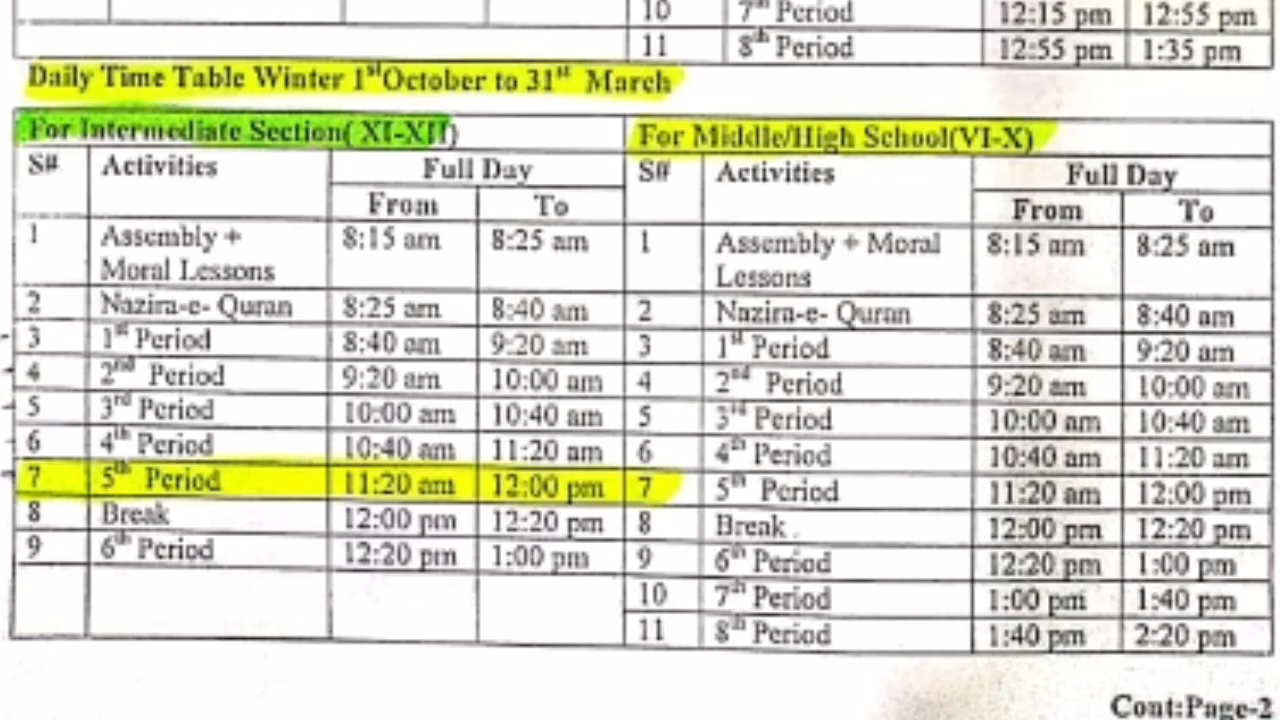 10 7th Period 12:15 pm 12:55 pm
11 8th Period 12:55 pm 1:35 pm
Daily Time Table Winter 1st October to 31st March
For Intermediate Section( XI-XII) For Middle/High School(VI-X)
S# Activities Full Day S# Activities Full Day
From To From To
1 Assembly + 8:15 am 8:25 am 1 Assembly + Moral 8:15 am 8:25 am
Moral Lessons Lessons
2 Nazira-e- Quran 8:25 am 8:40 am 2 Nazira-e- Quran 8:25 am 8:40 am
3 1st Period 8:40 am 9:20 am 3 1st Period 8:40 am 9:20 am
4 2nd Period 9:20 am 10:00 am 4 2nd Period 9:20 am 10:00 am
5 3rd Period 10:00 am 10:40 am 5 3rd Period 10:00 am 10:40 am
6 4th Period 10:40 am 11:20 am 6 4th Period 10:40 am 11:20 am
7 5th Period 11:20 am 12:00 pm 7 5th Period 11:20 am 12:00 pm
8 Break 12:00 pm 12:20 pm 8 Break 12:00 pm 12:20 pm
9 6th Period 12:20 pm 1:00 pm 9 6th Period 12:20 pm 1:00 pm
10 7th Period 1:00 pm 1:40 pm
11 8th Period 1:40 pm 2:20 pm
Cont:Page-2